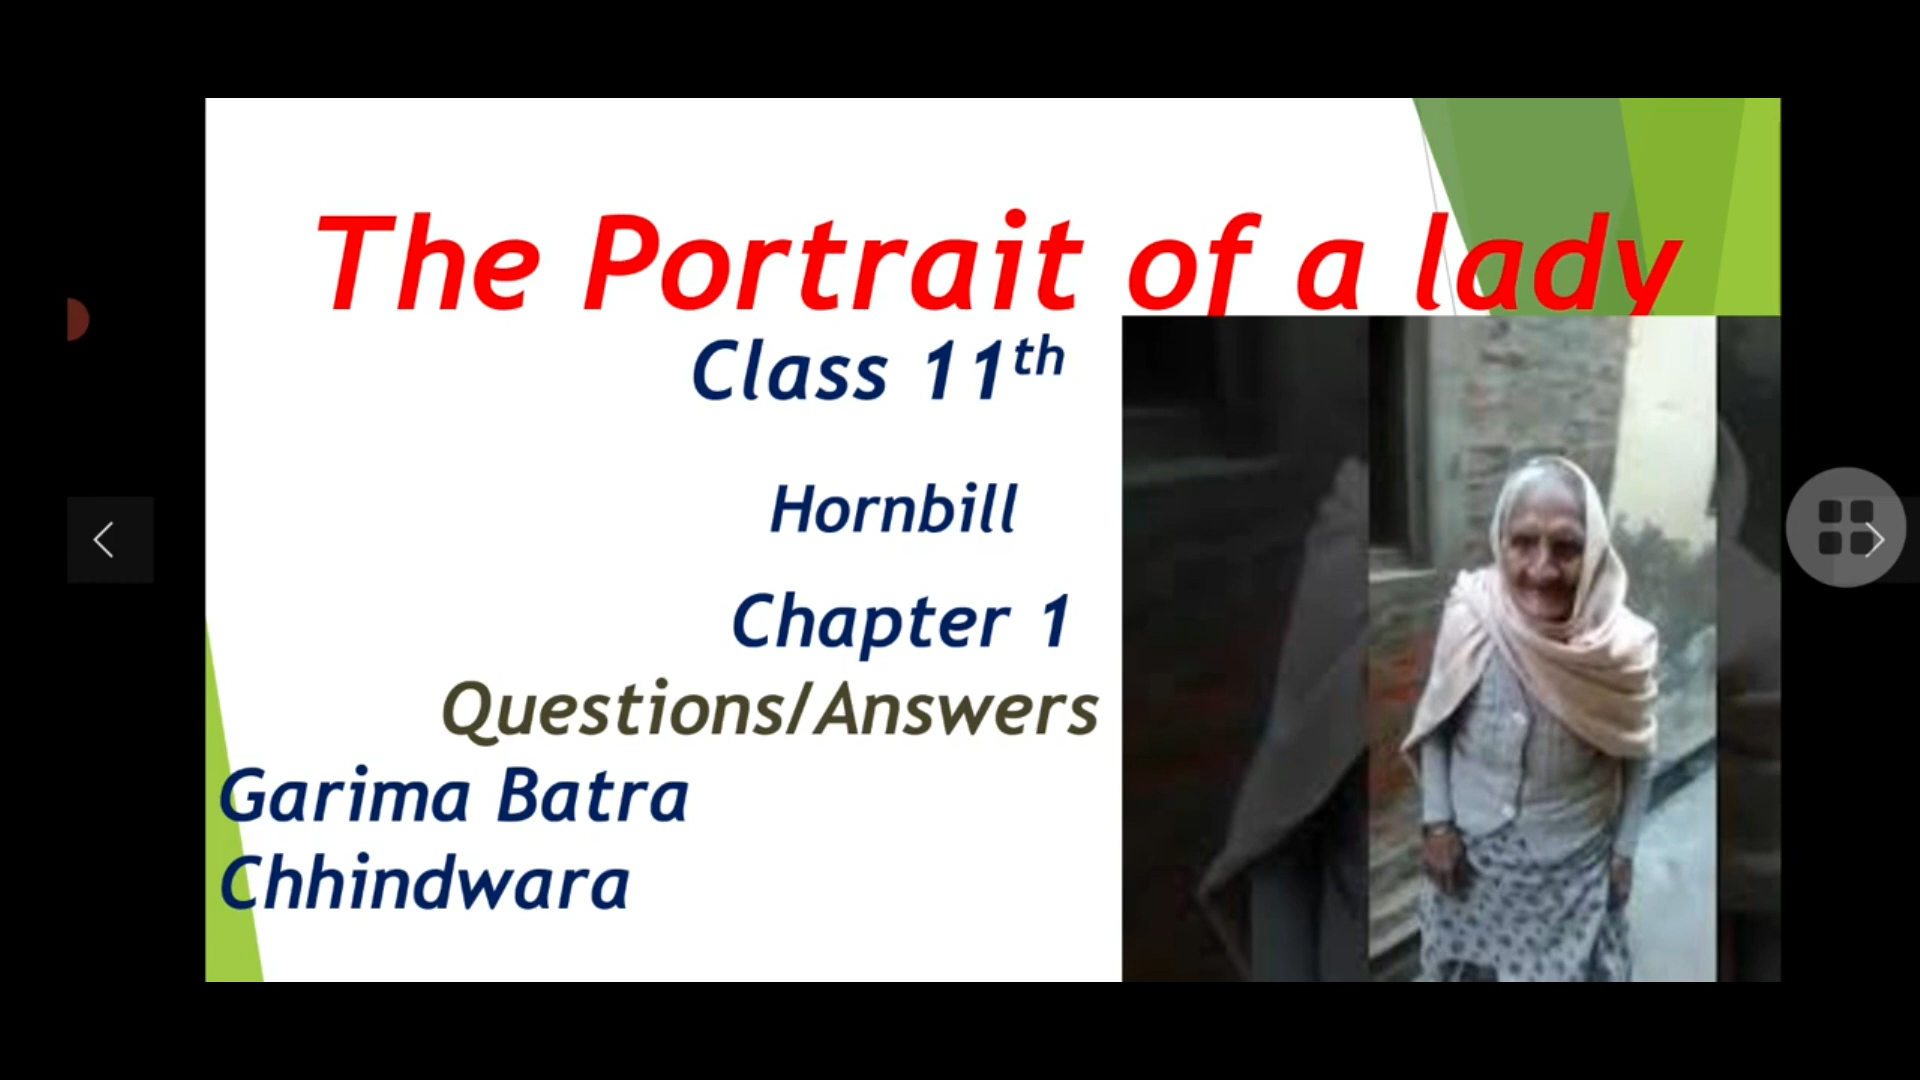 The Portrait of a lady
Class 11th
Hornbill
Chapter 1
Questions/Answers
Garima Batra
Chhindwara